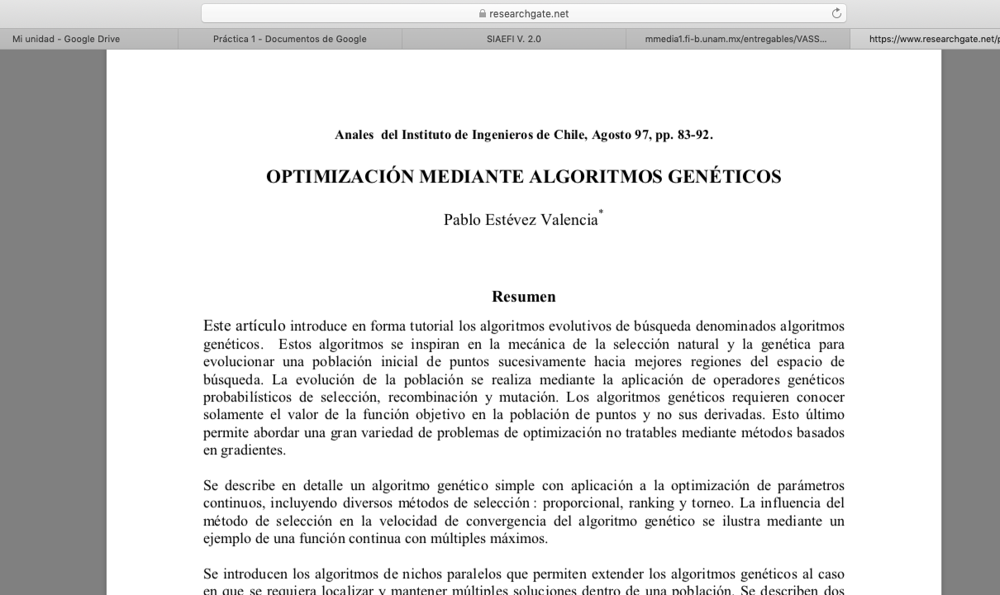 researchgate.net
Mi unidad - Google Drive
Práctica 1 - Documentos de Google
SIAEFI V. 2.0
mmedia1.fi-b.unam.mx/entregables/VASS...
https://www.researchgate.net/p
Anales del Instituto de Ingenieros de Chile, Agosto 97, pp. 83-92.
OPTIMIZACIÓN MEDIANTE ALGORITMOS GENÉTICOS
Pablo Estévez Valencia*
Resumen
Este artículo introduce en forma tutorial los algoritmos evolutivos de búsqueda denominados algoritmos
genéticos. Estos algoritmos se inspiran en la mecánica de la selección natural y la genética para
evolucionar una población inicial de puntos sucesivamente hacia mejores regiones del espacio de
búsqueda. La evolución de la población se realiza mediante la aplicación de operadores genéticos
probabilísticos de selección, recombinación y mutación. Los algoritmos genéticos requieren conocer
solamente el valor de la función objetivo en la población de puntos y no sus derivadas. Esto último
permite abordar una gran variedad de problemas de optimización no tratables mediante métodos basados
en gradientes.
Se describe en detalle un algoritmo genético simple con aplicación a la optimización de parámetros
continuos, incluyendo diversos métodos de selección : proporcional, ranking y torneo. La influencia del
método de selección en la velocidad de convergencia del algoritmo genético se ilustra mediante un
ejemplo de una función continua con múltiples máximos.
Se introducen los algoritmos de nichos paralelos que permiten extender los algoritmos genéticos al caso
en que se requiera localizar y mantener múltiples soluciones dentro de una población. Se describen dos